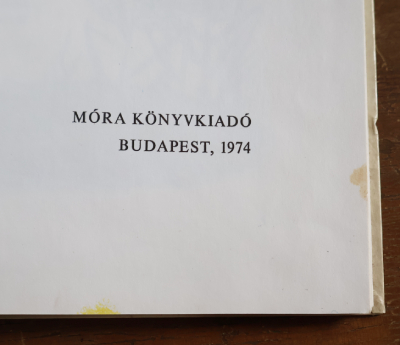 MÓRA KÖNYVKIADÓ
BUDAPEST, 1974